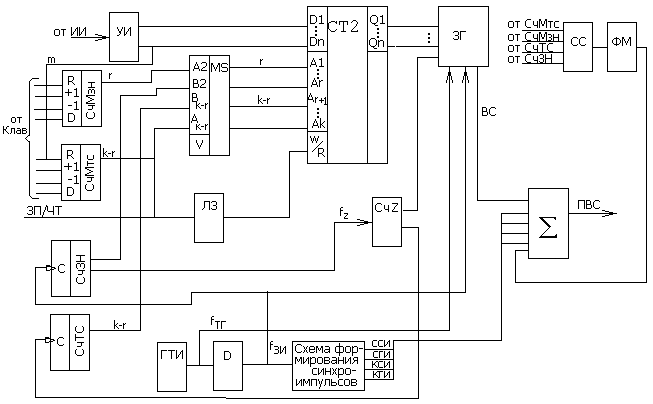 от ИИ
УИ
m
от Клав
R
+1
-1
D
СчМзн
r
R
+1
-1
D
СчМтс
k-r
ЗП/ЧТ
A2
B2
B
k-r
A
k-r
V
MS
r
k-r
ЛЗ
D1
Dn
A1
Ar
Ar+1
Ak
W/R
СТ2
Q1
Qn
ЗГ
ВС
от СчМтс
от СчМзн
от СчТС
от СчЗН
СС
ФМ
fz
СчZ
Σ
ПВС
С
СчЗН
С
СчТС
k-r
ГТИ
fТГ
D
fЗИ
Схема фор-
мирования
синхро-
импульсов
ССИ
СГИ
КСИ
КГИ